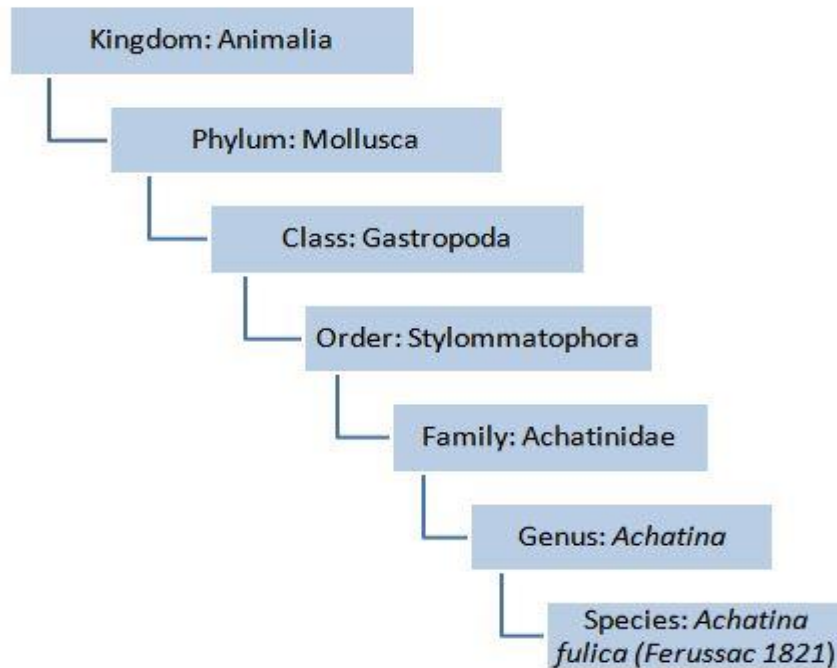 Kingdom: Animalia
Phylum: Mollusca
Class: Gastropoda
Order: Stylommatophora
Family: Achatinidae
Genus: Achatina
Species: Achatina
fulica (Ferussac 1821)